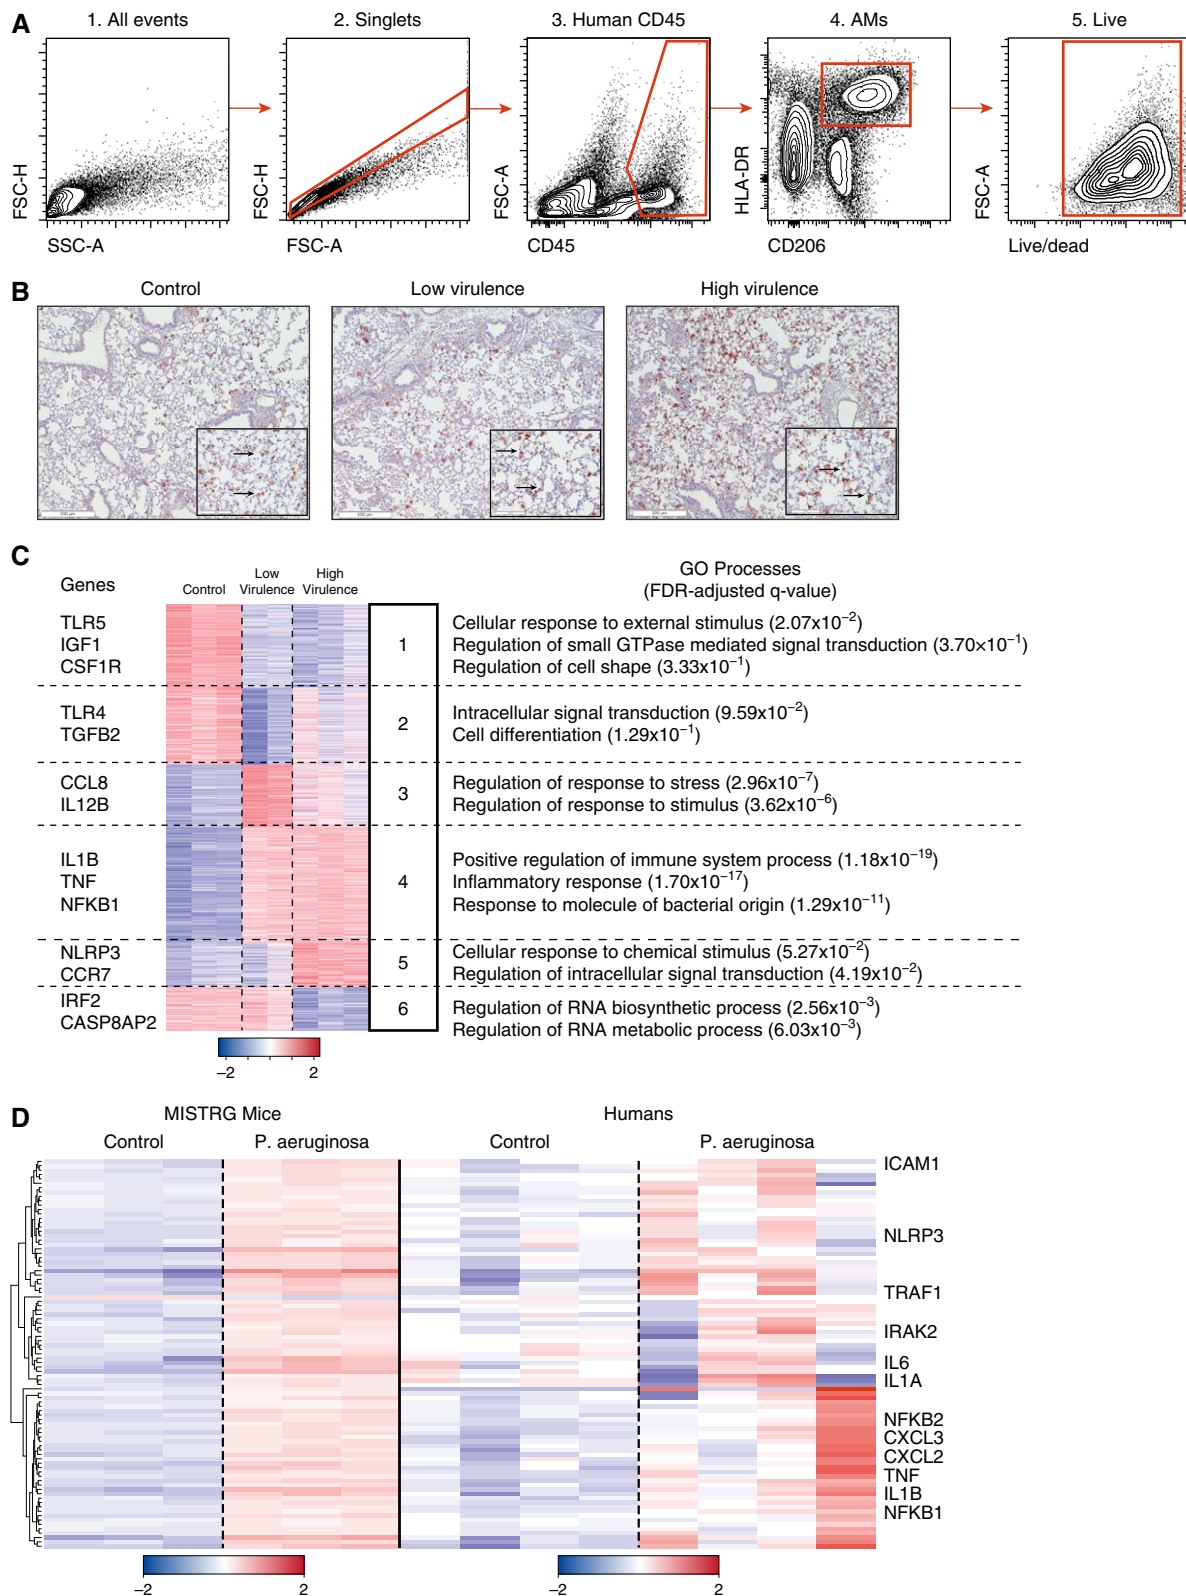 A
1. All events
2. Singlets
3. Human CD45
4. AMs
5. Live
FSC-H
SSC-A
FSC-H
FSC-A
FSC-A
CD45
HLA-DR
CD206
FSC-A
Live/dead
B
Control
Low virulence
High virulence
200 µm
200 µm
200 µm
C
Genes
Control
Low Virulence
High Virulence
GO Processes
(FDR-adjusted q-value)
TLR5
IGF1
CSF1R
1
Cellular response to external stimulus (2.07x10⁻²)
Regulation of small GTPase mediated signal transduction (3.70×10⁻¹)
Regulation of cell shape (3.33x10⁻¹)
TLR4
TGFB2
2
Intracellular signal transduction (9.59x10⁻²)
Cell differentiation (1.29x10⁻¹)
CCL8
IL12B
3
Regulation of response to stress (2.96x10⁻⁷)
Regulation of response to stimulus (3.62x10⁻⁶)
IL1B
TNF
NFKB1
4
Positive regulation of immune system process (1.18x10⁻¹⁹)
Inflammatory response (1.70x10⁻¹⁷)
Response to molecule of bacterial origin (1.29x10⁻¹¹)
NLRP3
CCR7
5
Cellular response to chemical stimulus (5.27x10⁻²)
Regulation of intracellular signal transduction (4.19x10⁻²)
IRF2
CASP8AP2
6
Regulation of RNA biosynthetic process (2.56x10⁻³)
Regulation of RNA metabolic process (6.03x10⁻³)
−2 2
D
MISTRG Mice
Humans
Control
P. aeruginosa
Control
P. aeruginosa
ICAM1
NLRP3
TRAF1
IRAK2
IL6
IL1A
NFKB2
CXCL3
CXCL2
TNF
IL1B
NFKB1
−2 2
−2 2